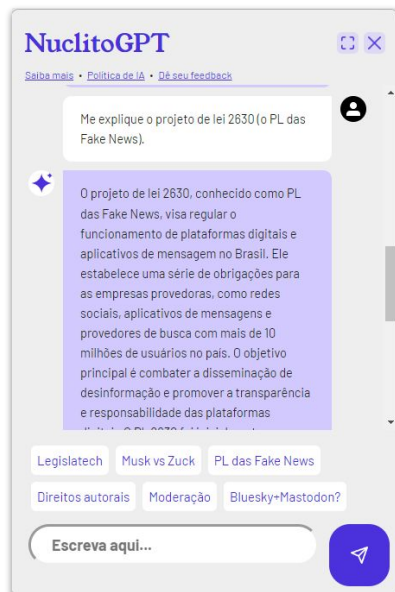 NuclitoGPT
Saiba mais • Política de IA • Dê seu feedback
Me explique o projeto de lei 2630 (o PL das
Fake News).
O projeto de lei 2630, conhecido como PL
das Fake News, visa regular o
funcionamento de plataformas digitais e
aplicativos de mensagem no Brasil. Ele
estabelece uma série de obrigações para
as empresas provedoras, como redes
sociais, aplicativos de mensagens e
provedores de busca com mais de 10
milhões de usuários no país. O objetivo
principal é combater a disseminação de
desinformação e promover a transparência
e responsabilidade das plataformas
Legislatech Musk vs Zuck PL das Fake News
Direitos autorais Moderação Bluesky+Mastodon?
Escreva aqui...